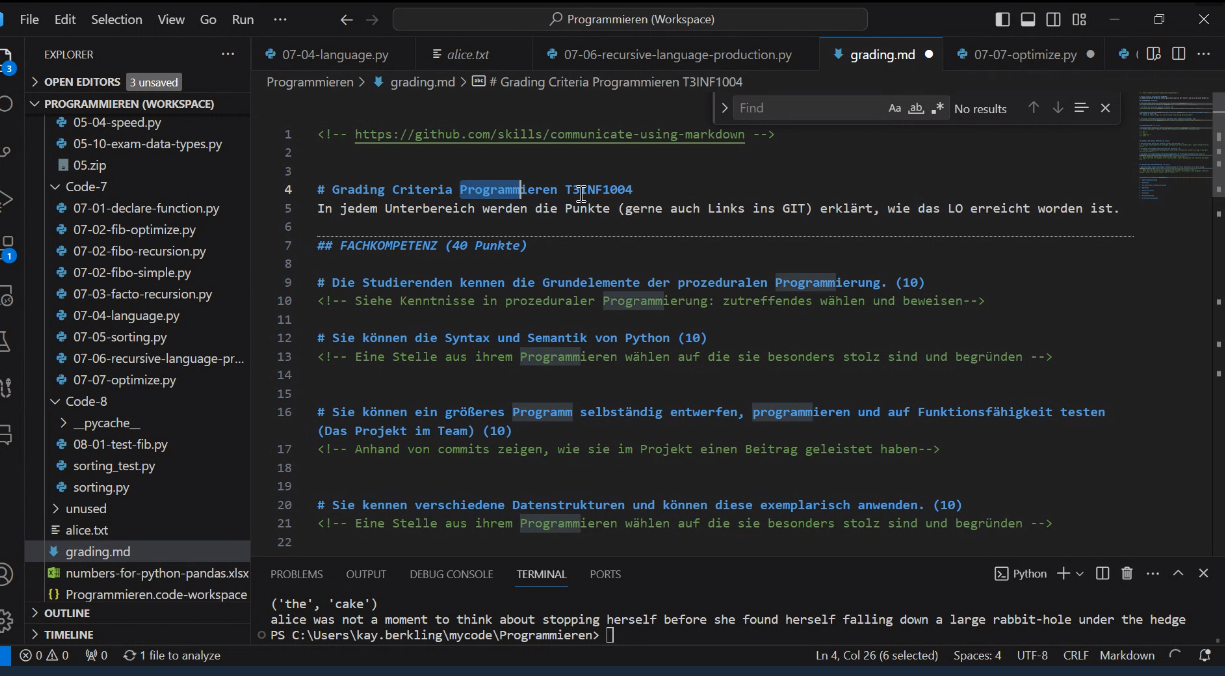 File Edit Selection View Go Run ··· Programmieren (Workspace)
EXPLORER ···
07-04-language.py alice.txt 07-06-recursive-language-production.py grading.md 07-07-optimize.py
3
OPEN EDITORS 3 unsaved
Programmieren > grading.md > # Grading Criteria Programmieren T3INF1004
PROGRAMMIEREN (WORKSPACE)
Find Aa ab .* No results
05-04-speed.py
05-10-exam-data-types.py
05.zip
Code-7
07-01-declare-function.py
07-02-fib-optimize.py
07-02-fibo-recursion.py
07-02-fibo-simple.py
07-03-facto-recursion.py
07-04-language.py
07-05-sorting.py
07-06-recursive-language-pr...
07-07-optimize.py
Code-8
__pycache__
08-01-test-fib.py
sorting_test.py
sorting.py
unused
alice.txt
grading.md
numbers-for-python-pandas.xlsx
Programmieren.code-workspace
OUTLINE
TIMELINE
1
1 <!-- https://github.com/skills/communicate-using-markdown -->
2
3
4 # Grading Criteria Programmieren T3INF1004
5 In jedem Unterbereich werden die Punkte (gerne auch Links ins GIT) erklärt, wie das LO erreicht worden ist.
6
7 ## FACHKOMPETENZ (40 Punkte)
8
9 # Die Studierenden kennen die Grundelemente der prozeduralen Programmierung. (10)
10 <!-- Siehe Kenntnisse in prozeduraler Programmierung: zutreffendes wählen und beweisen-->
11
12 # Sie können die Syntax und Semantik von Python (10)
13 <!-- Eine Stelle aus ihrem Programmieren wählen auf die sie besonders stolz sind und begründen -->
14
15
16 # Sie können ein größeres Programm selbständig entwerfen, programmieren und auf Funktionsfähigkeit testen
(Das Projekt im Team) (10)
17 <!-- Anhand von commits zeigen, wie sie im Projekt einen Beitrag geleistet haben-->
18
19
20 # Sie kennen verschiedene Datenstrukturen und können diese exemplarisch anwenden. (10)
21 <!-- Eine Stelle aus ihrem Programmieren wählen auf die sie besonders stolz sind und begründen -->
22
PROBLEMS OUTPUT DEBUG CONSOLE TERMINAL PORTS Python
('the', 'cake')
alice was not a moment to think about stopping herself before she found herself falling down a large rabbit-hole under the hedge
PS C:\Users\kay.berkling\mycode\Programmieren>
0 0 0 1 file to analyze Ln 4, Col 26 (6 selected) Spaces: 4 UTF-8 CRLF Markdown